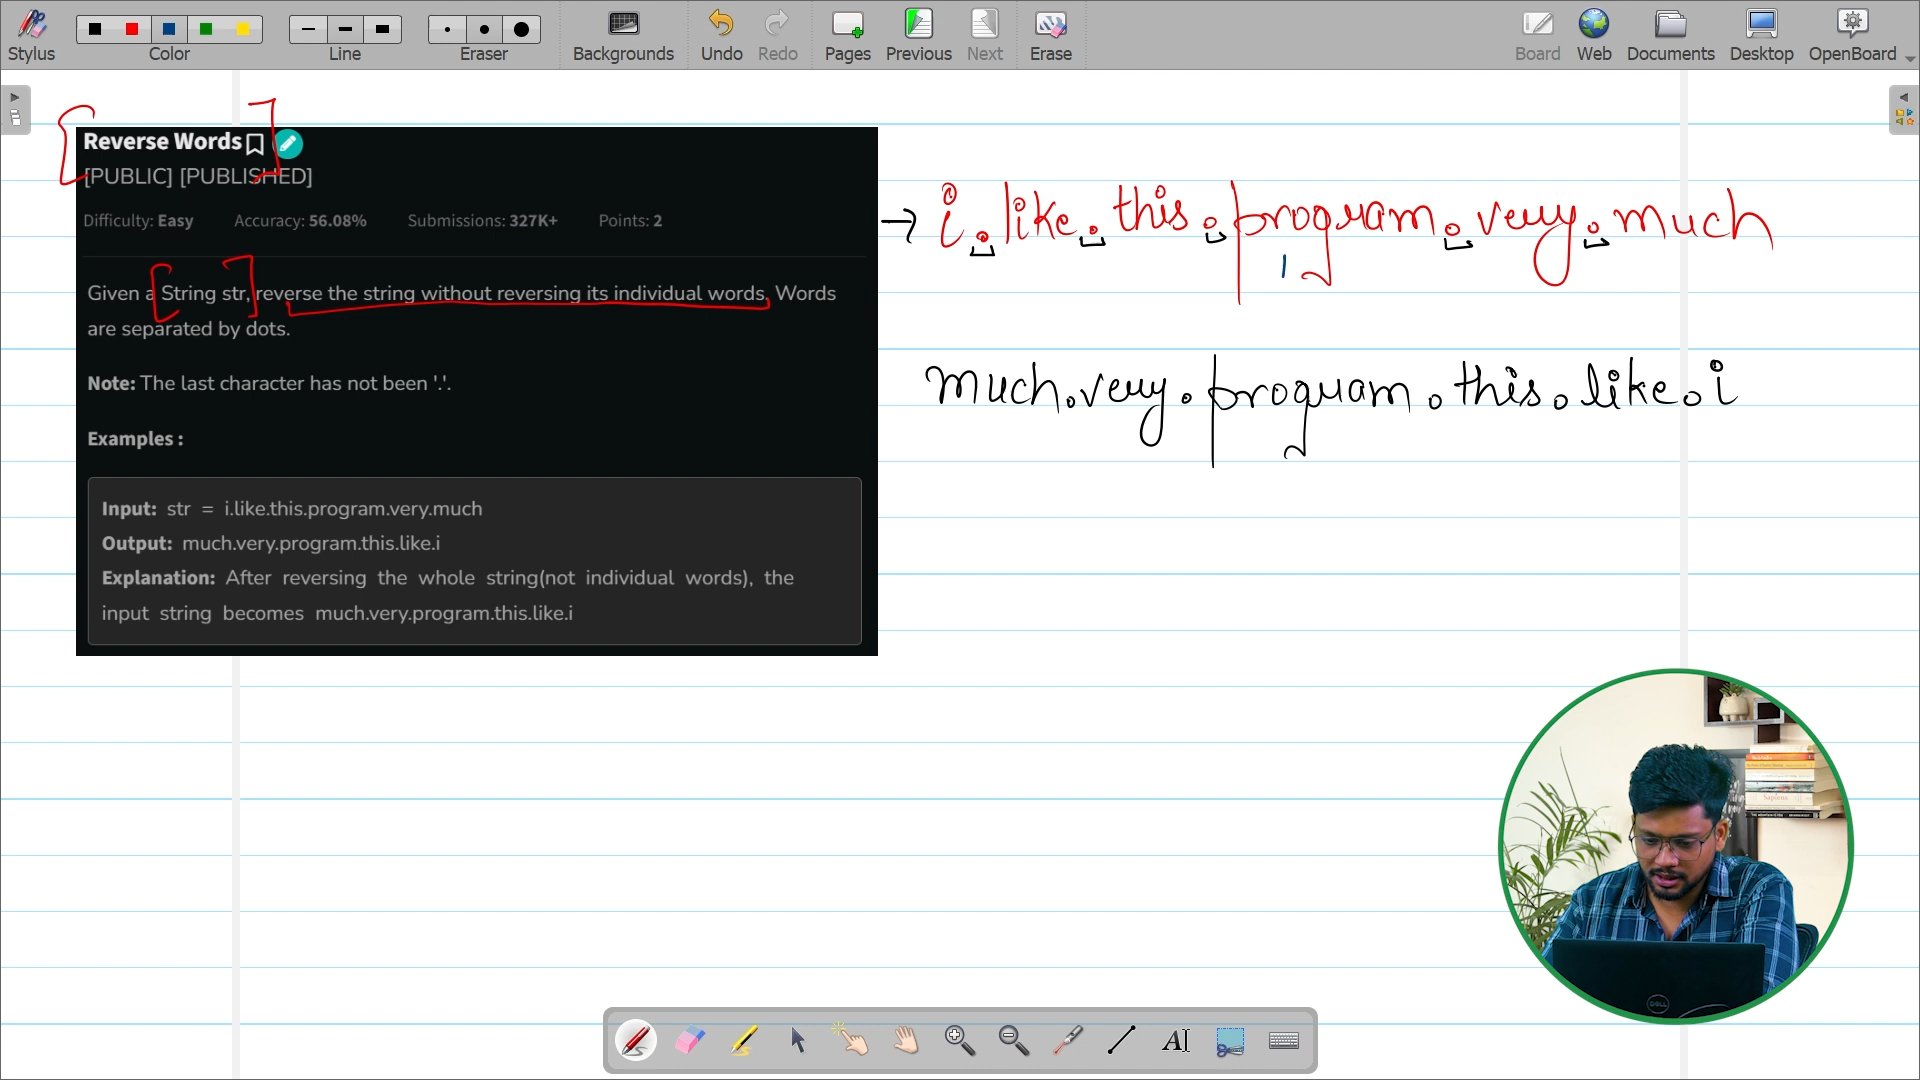 Stylus Color Line Eraser Backgrounds Undo Redo Pages Previous Next Erase Board Web Documents Desktop OpenBoard
Reverse Words
[PUBLIC] [PUBLISHED]
Difficulty: Easy Accuracy: 56.08% Submissions: 327K+ Points: 2
Given a String str, reverse the string without reversing its individual words. Words
are separated by dots.
Note: The last character has not been '.'.
Examples :
Input: str = i.like.this.program.very.much
Output: much.very.program.this.like.i
Explanation: After reversing the whole string(not individual words), the
input string becomes much.very.program.this.like.i
→ i.like.this.program.very.much
much.very.program.this.like.i
Sapiens
DELL
AI